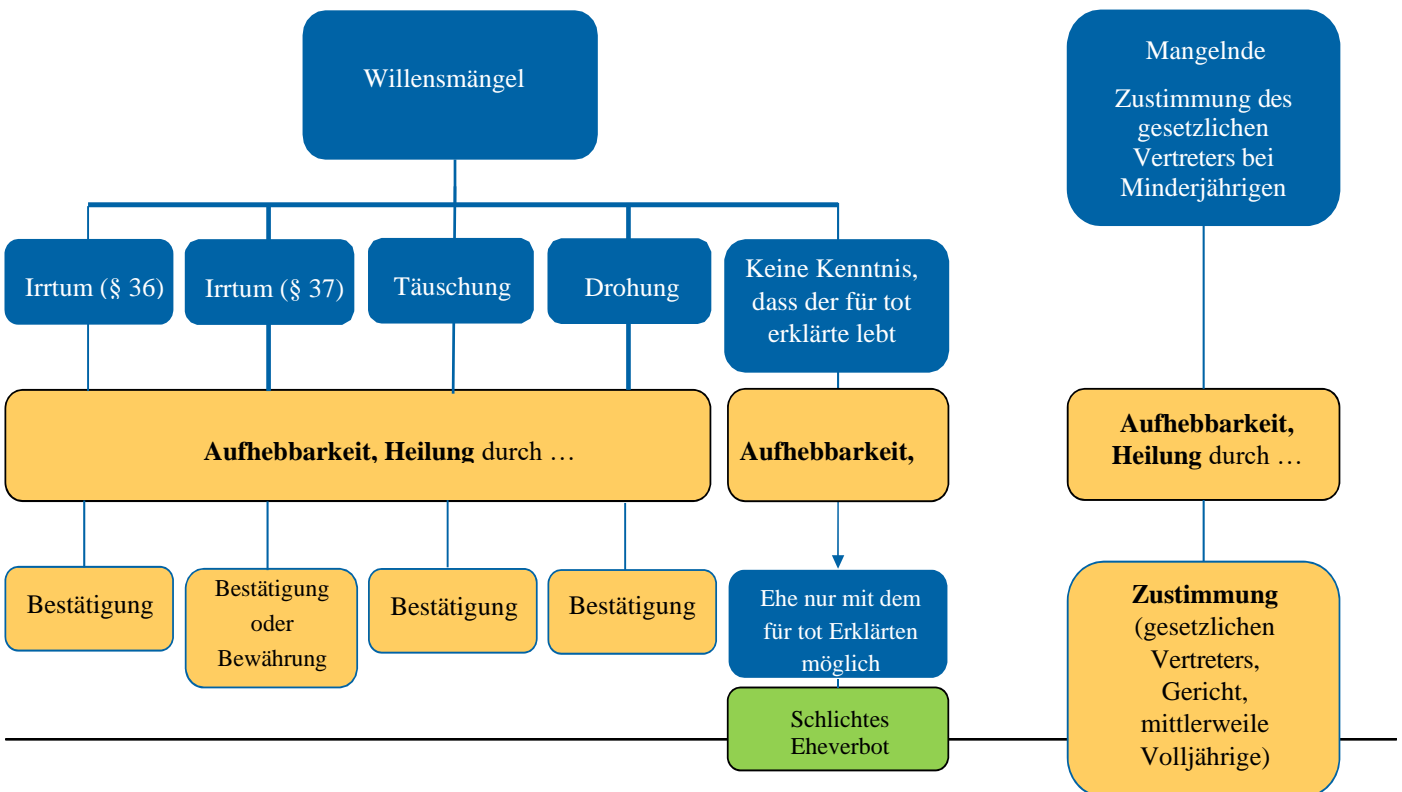 Willensmängel
Mangelnde
Zustimmung des
gesetzlichen
Vertreters bei
Minderjährigen
Irrtum (§ 36)
Irrtum (§ 37)
Täuschung
Drohung
Keine Kenntnis,
dass der für tot
erklärte lebt
Aufhebbarkeit, Heilung durch …
Aufhebbarkeit,
Aufhebbarkeit,
Heilung durch …
Bestätigung
Bestätigung
oder
Bewährung
Bestätigung
Bestätigung
Ehe nur mit dem
für tot Erklärten
möglich
Zustimmung
(gesetzlichen
Vertreters,
Gericht,
mittlerweile
Volljährige)
Schlichtes
Eheverbot